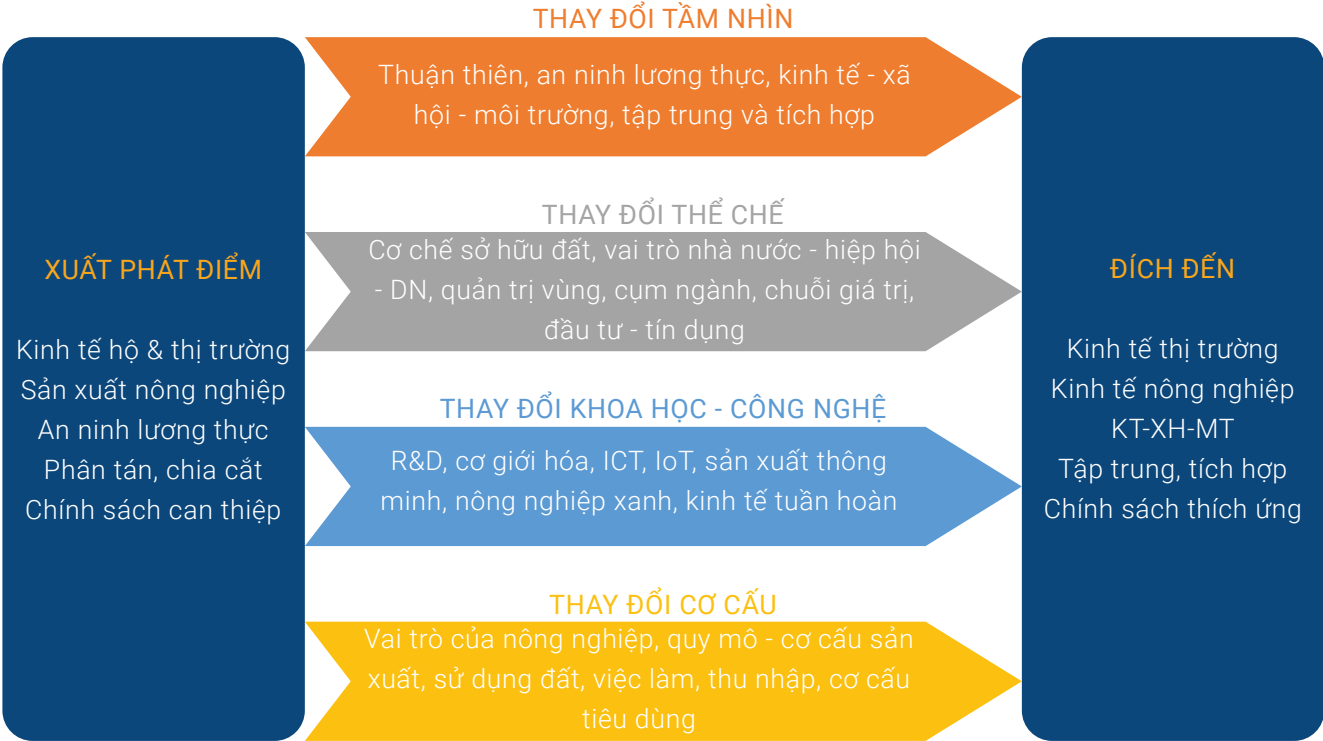 THAY ĐỔI TẦM NHÌN
Thuận thiên, an ninh lương thực, kinh tế - xã
hội - môi trường, tập trung và tích hợp
THAY ĐỔI THỂ CHẾ
Cơ chế sở hữu đất, vai trò nhà nước - hiệp hội
- DN, quản trị vùng, cụm ngành, chuỗi giá trị,
đầu tư - tín dụng
THAY ĐỔI KHOA HỌC - CÔNG NGHỆ
R&D, cơ giới hóa, ICT, IoT, sản xuất thông
minh, nông nghiệp xanh, kinh tế tuần hoàn
THAY ĐỔI CƠ CẤU
Vai trò của nông nghiệp, quy mô - cơ cấu sản
xuất, sử dụng đất, việc làm, thu nhập, cơ cấu
tiêu dùng
XUẤT PHÁT ĐIỂM
Kinh tế hộ & thị trường
Sản xuất nông nghiệp
An ninh lương thực
Phân tán, chia cắt
Chính sách can thiệp
ĐÍCH ĐẾN
Kinh tế thị trường
Kinh tế nông nghiệp
KT-XH-MT
Tập trung, tích hợp
Chính sách thích ứng